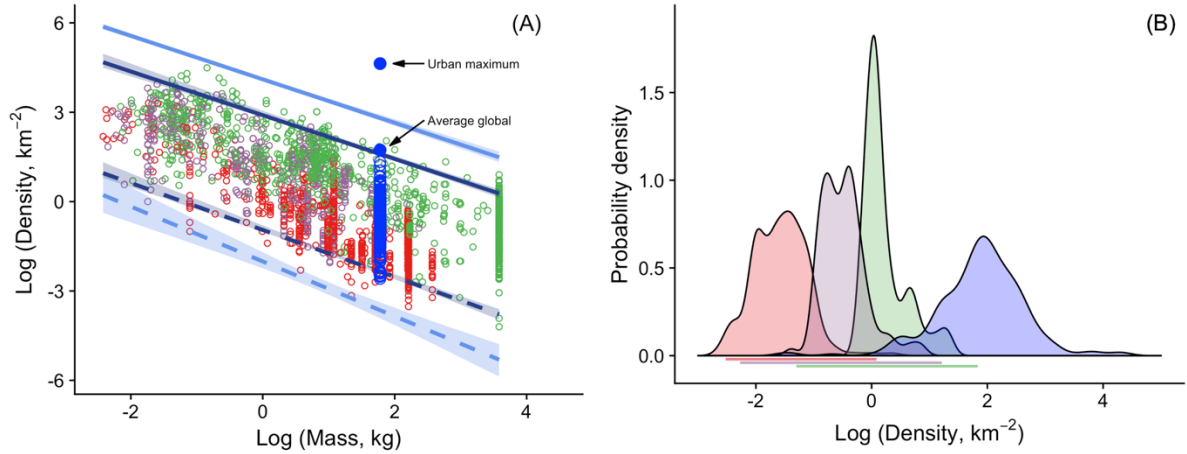 (A)
Log (Density, km⁻²)
6
3
0
-3
-6
Urban maximum
Average global
-2
0
2
4
Log (Mass, kg)
(B)
Probability density
1.5
1.0
0.5
0.0
-2
0
2
4
Log (Density, km⁻²)